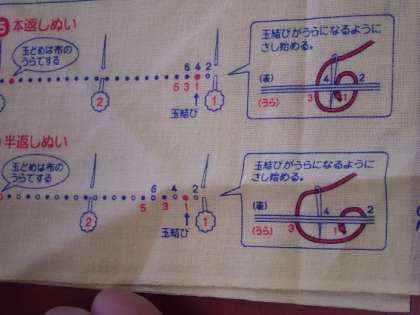 ⑤本返しぬい
玉どめは布の
うらでする
6 4 2
5 3 1
玉結び
② ①
玉結びがうらになるように
さし始める。
(表)
(うら)
4 2
3 1
半返しぬい
玉どめは布の
うらでする
6 4 2
5 3 1
玉結び
② ①
玉結びがうらになるように
さし始める。
(表)
(うら)
4 2
3 1